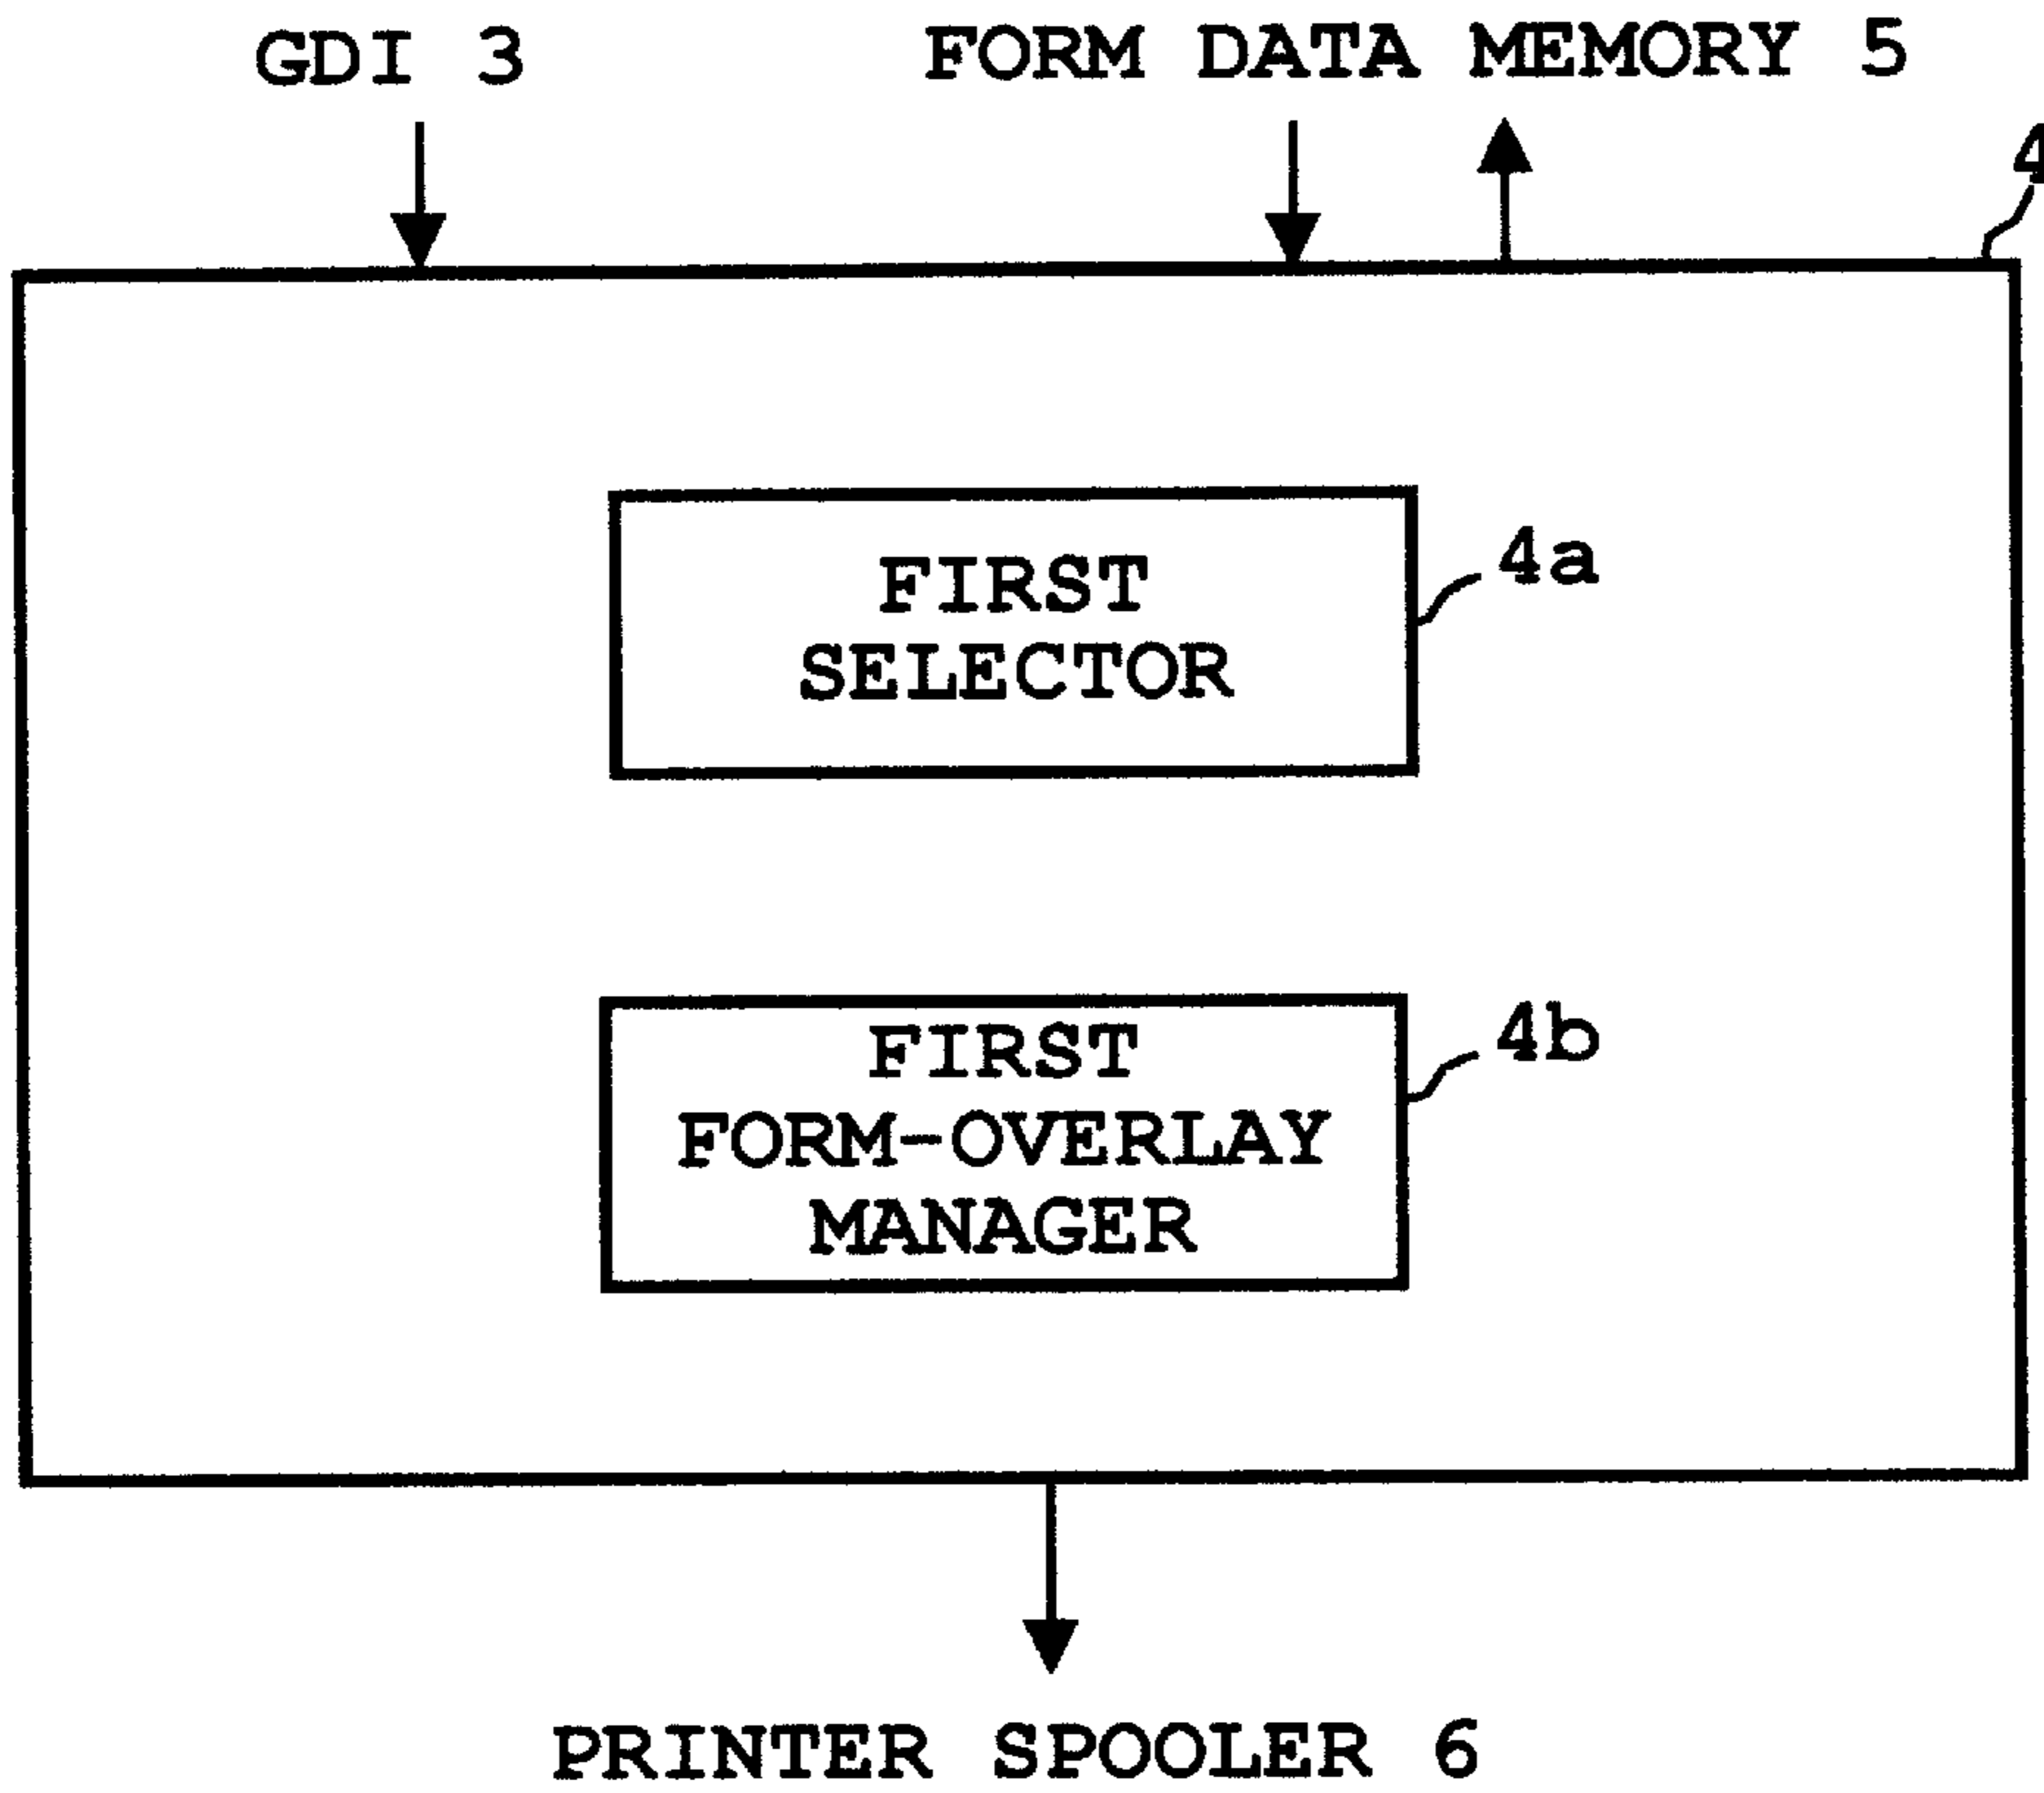 GDI 3
FORM DATA MEMORY 5
4
FIRST
SELECTOR
4a
FIRST
FORM-OVERLAY
MANAGER
4b
PRINTER SPOOLER 6